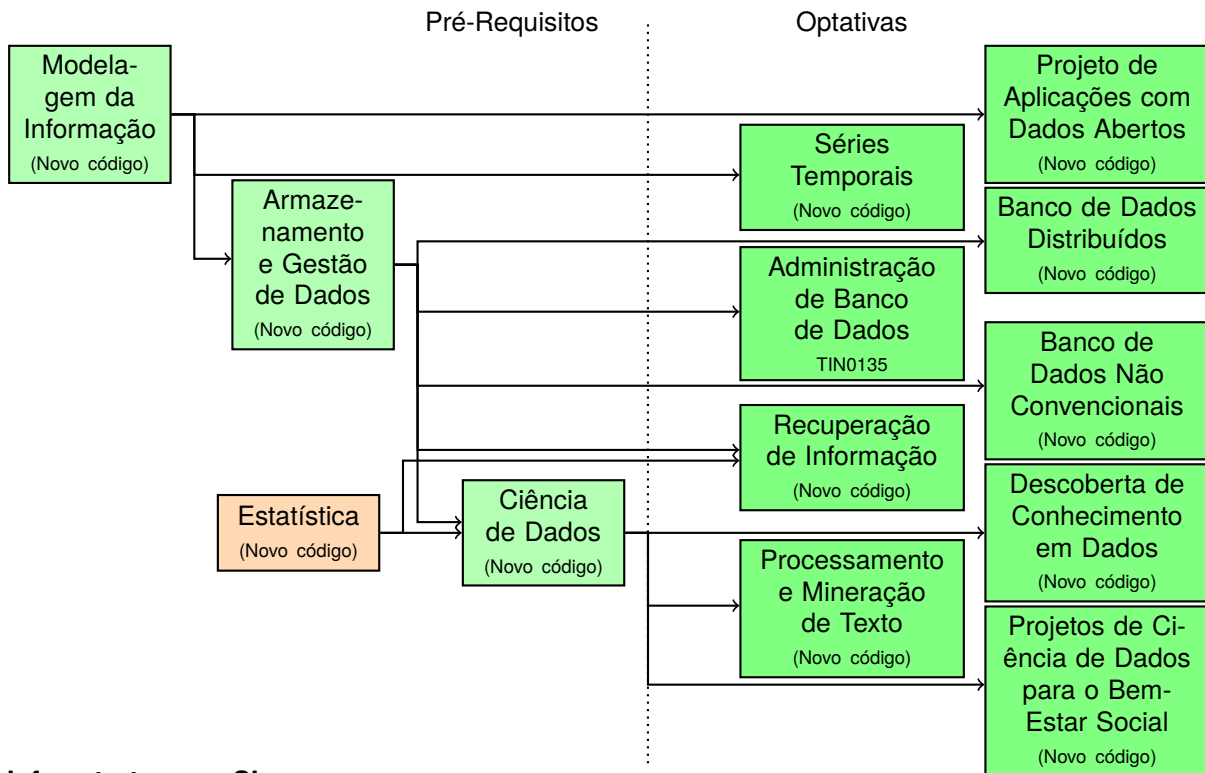 Pré-Requisitos
Optativas
Modela-
gem da
Informação
(Novo código)
Projeto de
Aplicações com
Dados Abertos
(Novo código)
Séries
Temporais
(Novo código)
Armaze-
namento
e Gestão
de Dados
(Novo código)
Banco de Dados
Distribuídos
(Novo código)
Administração
de Banco
de Dados
TIN0135
Banco de
Dados Não
Convencionais
(Novo código)
Recuperação
de Informação
(Novo código)
Estatística
(Novo código)
Ciência
de Dados
(Novo código)
Descoberta de
Conhecimento
em Dados
(Novo código)
Processamento
e Mineração
de Texto
(Novo código)
Projetos de Ci-
ência de Dados
para o Bem-
Estar Social
(Novo código)